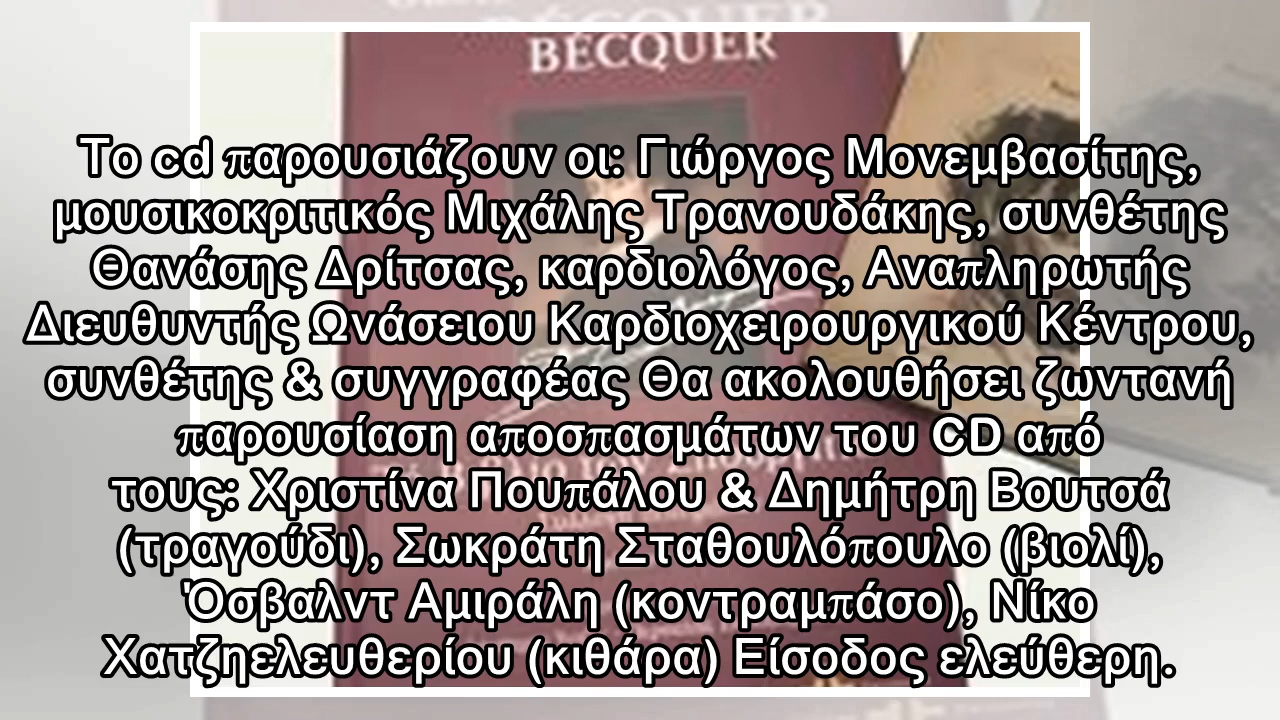 BÉCQUER
Το cd παρουσιάζουν οι: Γιώργος Μονεμβασίτης,
μουσικοκριτικός Μιχάλης Τρανουδάκης, συνθέτης
Θανάσης Δρίτσας, καρδιολόγος, Αναπληρωτής
Διευθυντής Ωνάσειου Καρδιοχειρουργικού Κέντρου,
συνθέτης & συγγραφέας Θα ακολουθήσει ζωντανή
παρουσίαση αποσπασμάτων του CD από
τους: Χριστίνα Πουπάλου & Δημήτρη Βουτσά
(τραγούδι), Σωκράτη Σταθουλόπουλο (βιολί),
Όσβαλντ Αμιράλη (κοντραμπάσο), Νίκο
Χατζηελευθερίου (κιθάρα) Είσοδος ελεύθερη.